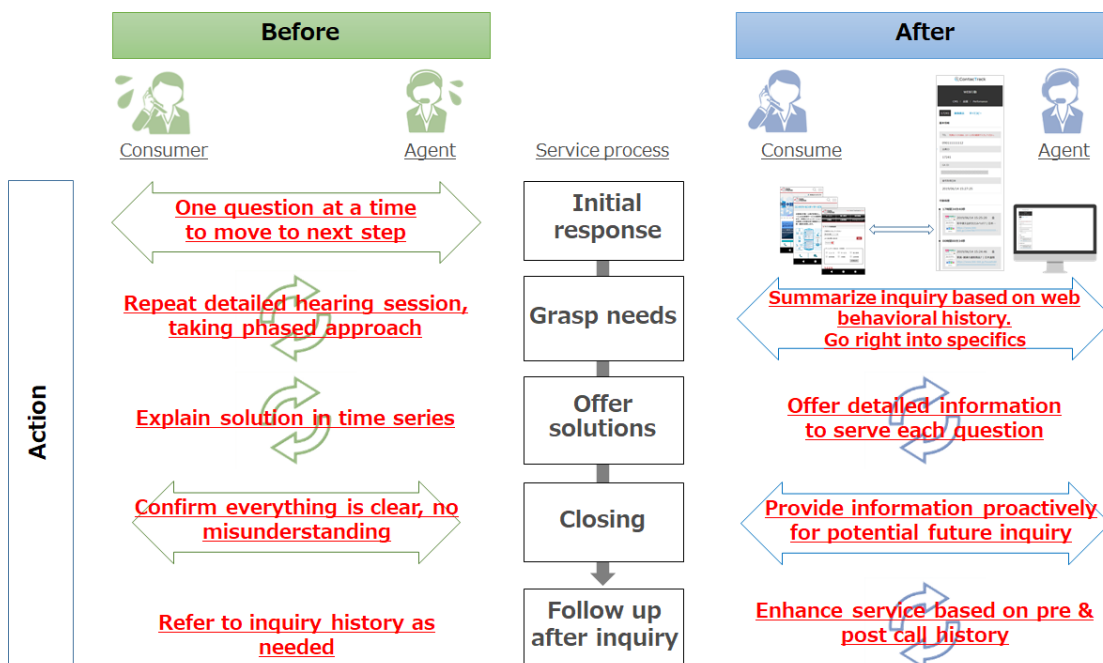 Before
After
Consumer
Agent
Service process
Consume
Agent
ContacTrack
Action
One question at a time
to move to next step
Initial
response
Repeat detailed hearing session,
taking phased approach
Grasp needs
Summarize inquiry based on web
behavioral history.
Go right into specifics
Explain solution in time series
Offer
solutions
Offer detailed information
to serve each question
Confirm everything is clear, no
misunderstanding
Closing
Provide information proactively
for potential future inquiry
Refer to inquiry history as
needed
Follow up
after inquiry
Enhance service based on pre &
post call history